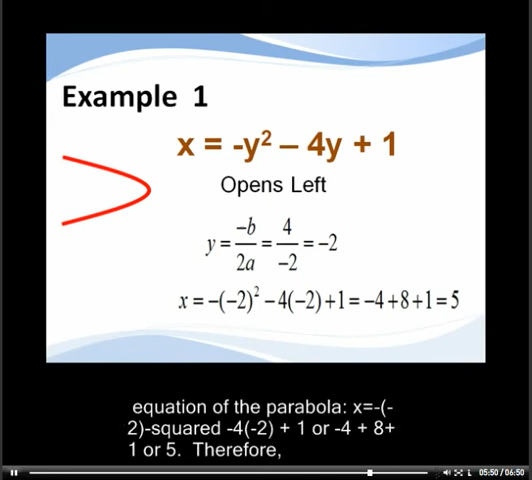 Example 1
x = -y² – 4y + 1
Opens Left
y = -b/2a = 4/-2 = -2
x = -(-2)² - 4(-2) + 1 = -4 + 8 + 1 = 5
equation of the parabola: x=-(-
2)-squared -4(-2) + 1 or -4 + 8+
1 or 5. Therefore,
05:50 / 06:50